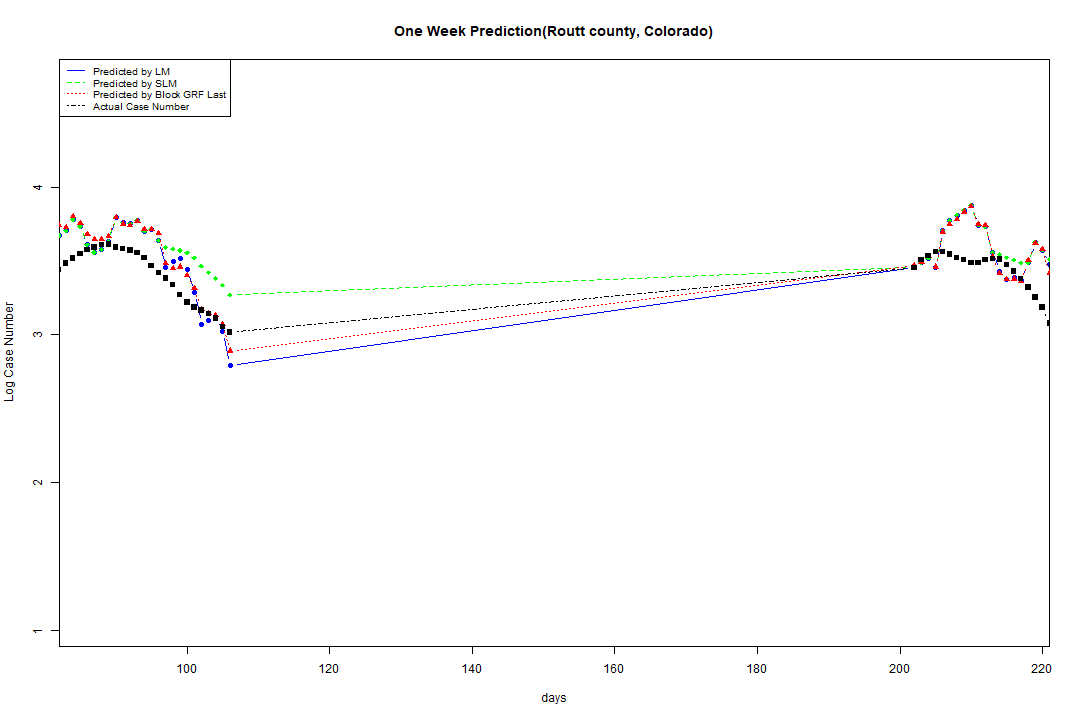 One Week Prediction(Routt county, Colorado)
Predicted by LM
Predicted by SLM
Predicted by Block GRF Last
Actual Case Number
4
3
2
1
Log Case Number
100 120 140 160 180 200 220
days